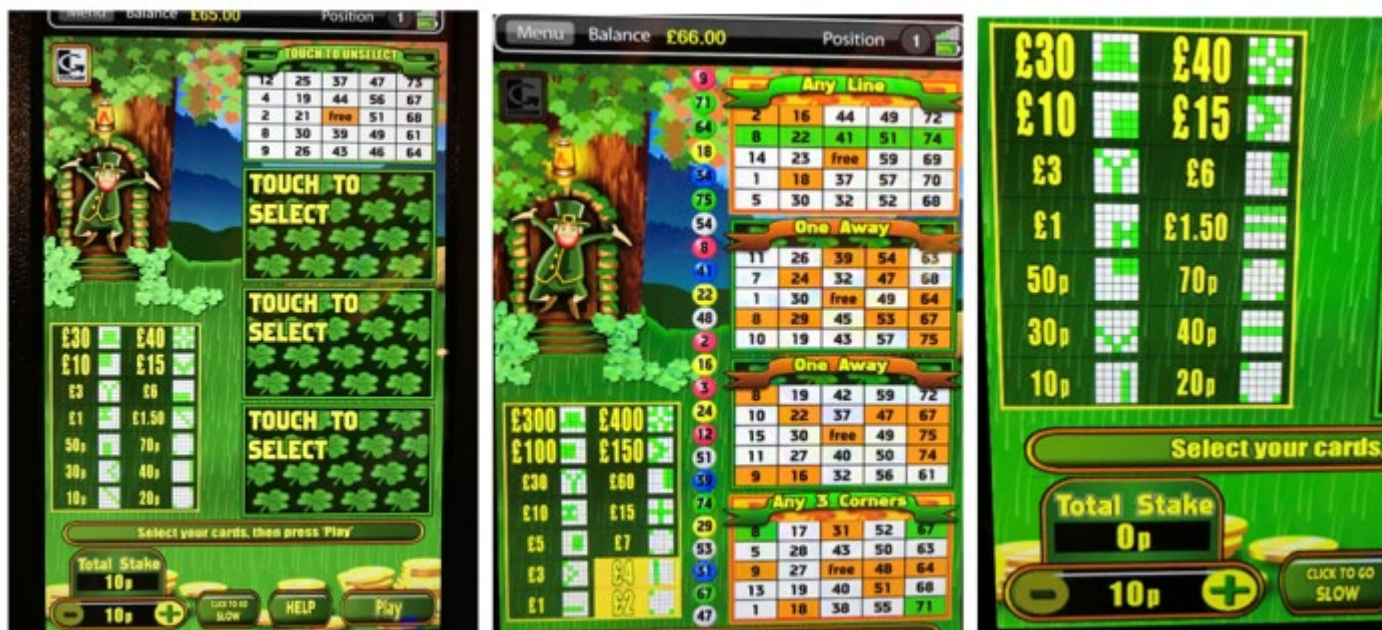 Menu Balance £65.00 Position 1
TOUCH TO UNSELECT
12 25 37 47 73
4 19 44 56 67
2 21 free 51 68
8 30 39 49 61
9 26 43 46 64
TOUCH TO
SELECT
TOUCH TO
SELECT
TOUCH TO
SELECT
£30 £40
£10 £15
£3 £6
£1 £1.50
50p 70p
30p 40p
10p 20p
Select your cards, then press 'Play'
Total Stake
10p
- 10p +
CLICK TO GO
SLOW
HELP
Play
Menu Balance £66.00 Position 1
9
71
64
18
34
75
54
8
41
22
48
2
16
3
24
12
51
39
74
29
53
31
67
47
Any Line
2 16 44 49 72
8 22 41 51 74
14 23 free 59 69
1 18 37 57 70
5 30 32 52 68
One Away
11 26 39 54 63
7 24 32 47 68
1 30 free 49 64
8 29 45 53 67
10 19 43 57 75
One Away
8 19 42 59 72
10 22 37 47 67
15 30 free 49 75
11 27 40 50 74
9 16 32 56 61
Any 3 Corners
8 17 31 52 67
5 28 43 50 63
9 27 free 48 64
13 19 40 51 68
1 18 38 55 71
£300 £400
£100 £150
£30 £60
£10 £15
£5 £7
£3 £4
£1 £2
£30 £40
£10 £15
£3 £6
£1 £1.50
50p 70p
30p 40p
10p 20p
Select your cards
Total Stake
0p
- 10p +
CLICK TO GO
SLOW